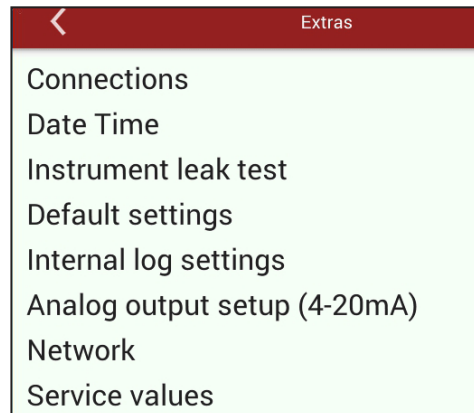 Extras
Connections
Date Time
Instrument leak test
Default settings
Internal log settings
Analog output setup (4-20mA)
Network
Service values